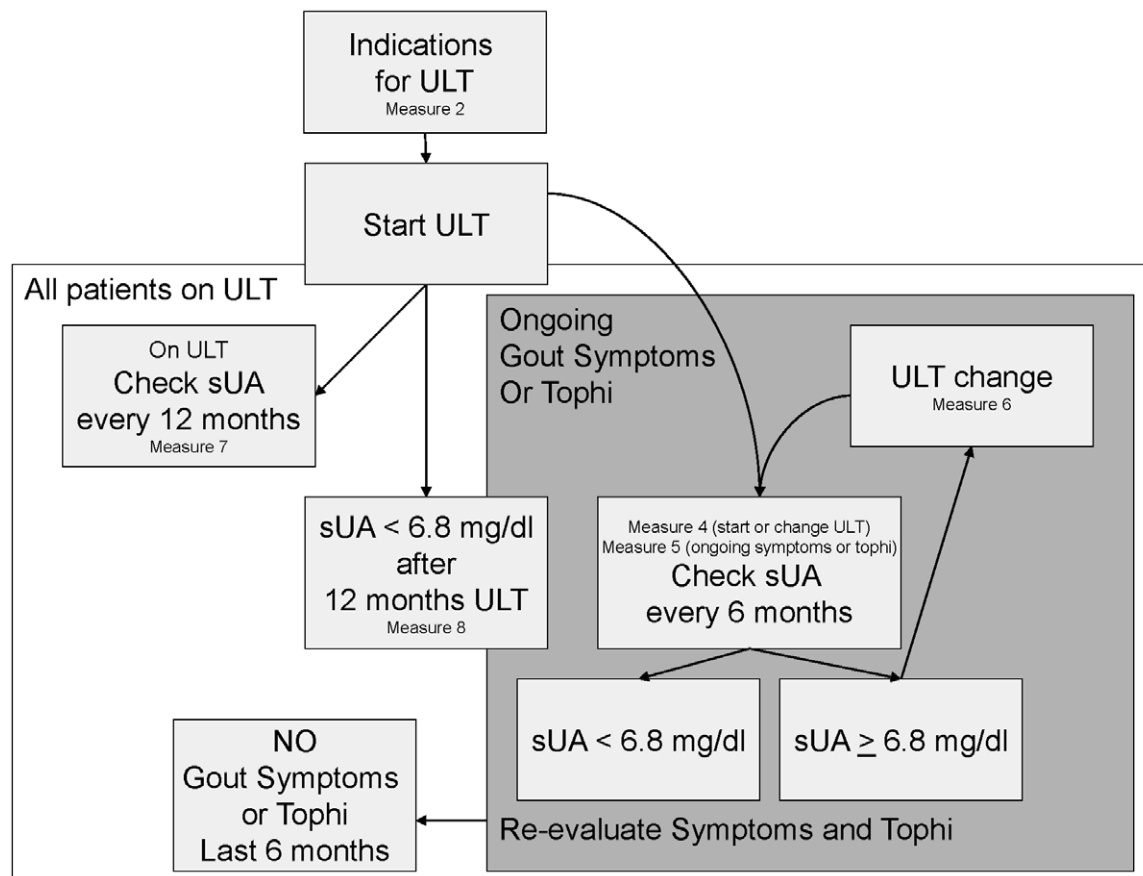 Indications
for ULT
Measure 2
Start ULT
All patients on ULT
On ULT
Check sUA
every 12 months
Measure 7
Ongoing
Gout Symptoms
Or Tophi
ULT change
Measure 6
sUA < 6.8 mg/dl
after
12 months ULT
Measure 8
Measure 4 (start or change ULT)
Measure 5 (ongoing symptoms or tophi)
Check sUA
every 6 months
sUA < 6.8 mg/dl
sUA ≥ 6.8 mg/dl
NO
Gout Symptoms
or Tophi
Last 6 months
Re-evaluate Symptoms and Tophi